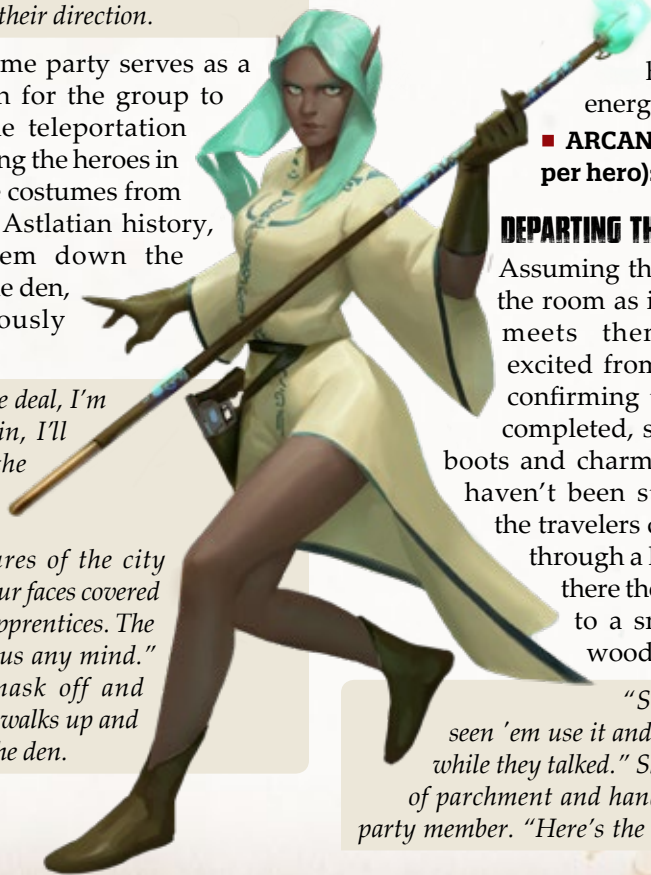 their direction.
me party serves as a
n for the group to
e teleportation
ng the heroes in
costumes from
Astlatian history,
em down the
e den,
ously
e deal, I'm
in, I'll
the
res of the city
ur faces covered
pprentices. The
us any mind."
mask off and
walks up and
he den.
energ
■ ARCAN
per hero):
DEPARTING TH
Assuming th
the room as i
meets ther
excited from
confirming
completed, s
boots and charm
haven't been s
the travelers
through a
there the
to a sn
wood
"S
seen 'em use it and
while they talked." S
of parchment and han
party member. "Here's the